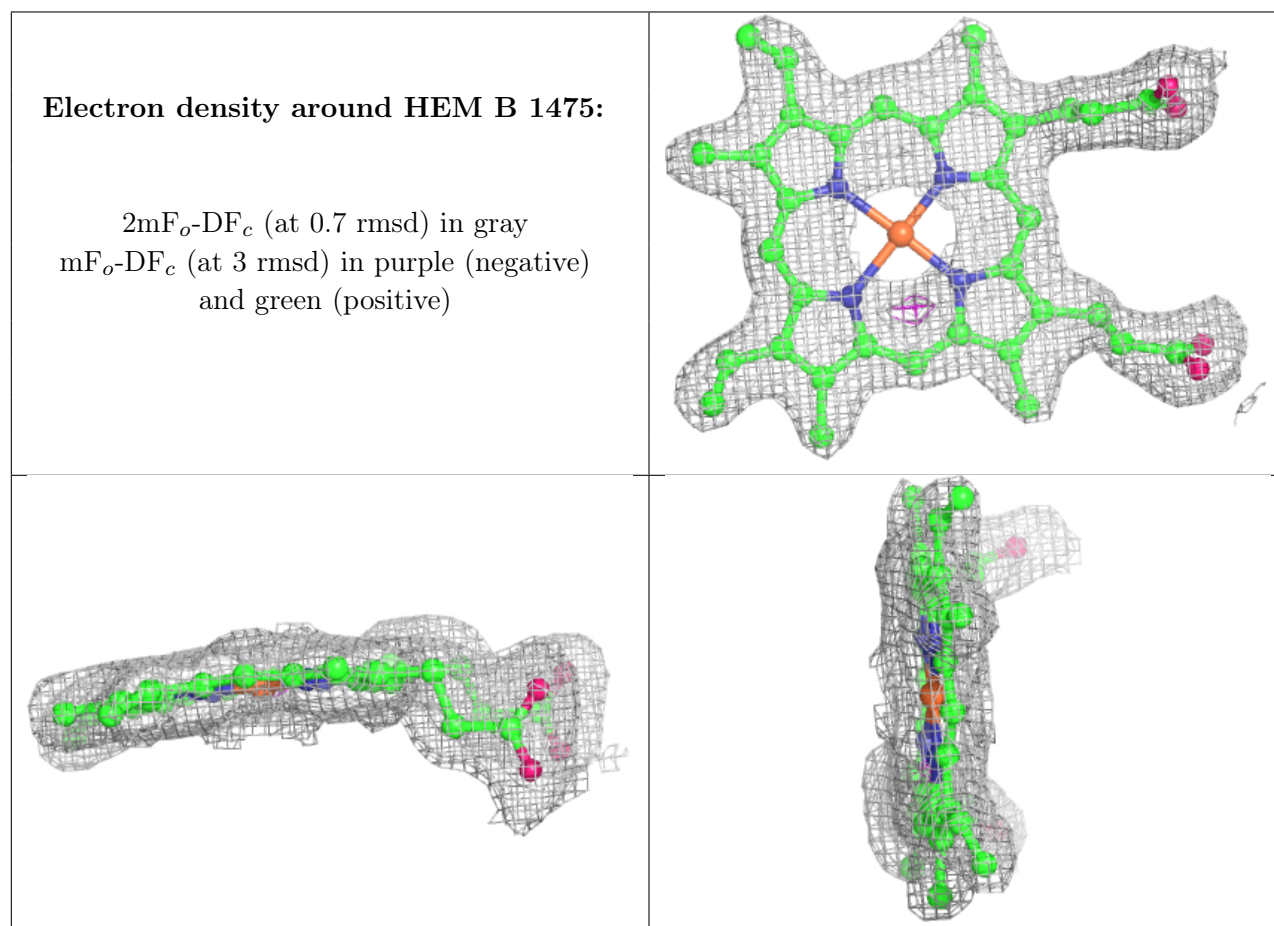 Electron density around HEM B 1475:
2mFo-DFc (at 0.7 rmsd) in gray
mFo-DFc (at 3 rmsd) in purple (negative)
and green (positive)